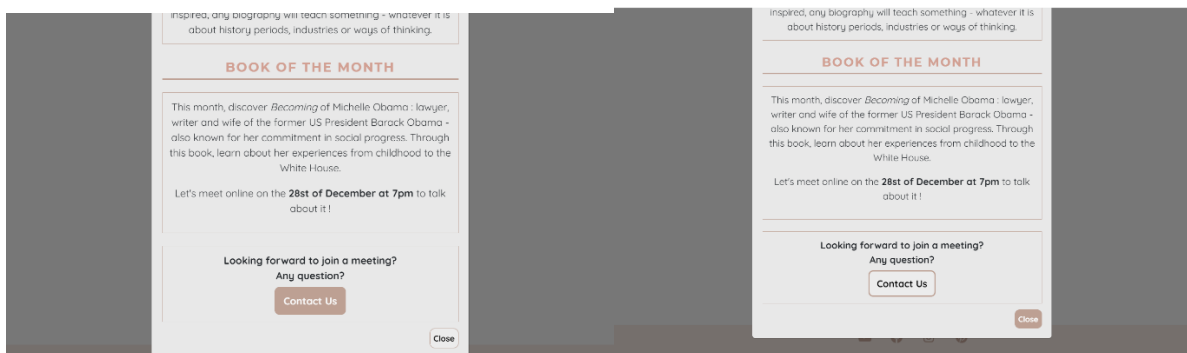 inspired, any biography will teach something - whatever it is
about history periods, industries or ways of thinking.
BOOK OF THE MONTH
This month, discover Becoming of Michelle Obama : lawyer,
writer and wife of the former US President Barack Obama -
also known for her commitment in social progress. Through
this book, learn about her experiences from childhood to the
White House.
Let's meet online on the 28st of December at 7pm to talk
about it !
Looking forward to join a meeting?
Any question?
Contact Us
Close
inspired, any biography will teach something - whatever it is
about history periods, industries or ways of thinking.
BOOK OF THE MONTH
This month, discover Becoming of Michelle Obama : lawyer,
writer and wife of the former US President Barack Obama -
also known for her commitment in social progress. Through
this book, learn about her experiences from childhood to the
White House.
Let's meet online on the 28st of December at 7pm to talk
about it !
Looking forward to join a meeting?
Any question?
Contact Us
Close